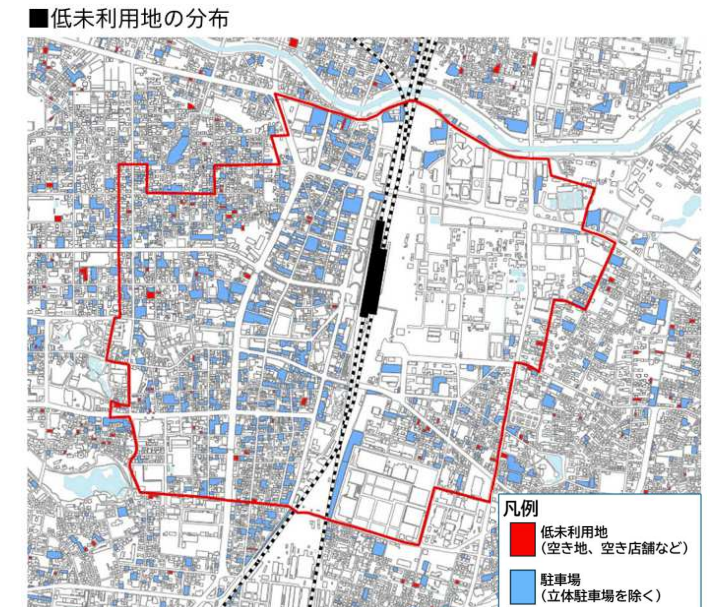 ■低未利用地の分布
凡例
低未利用地
(空き地、空き店舗など)
駐車場
(立体駐車場を除く)